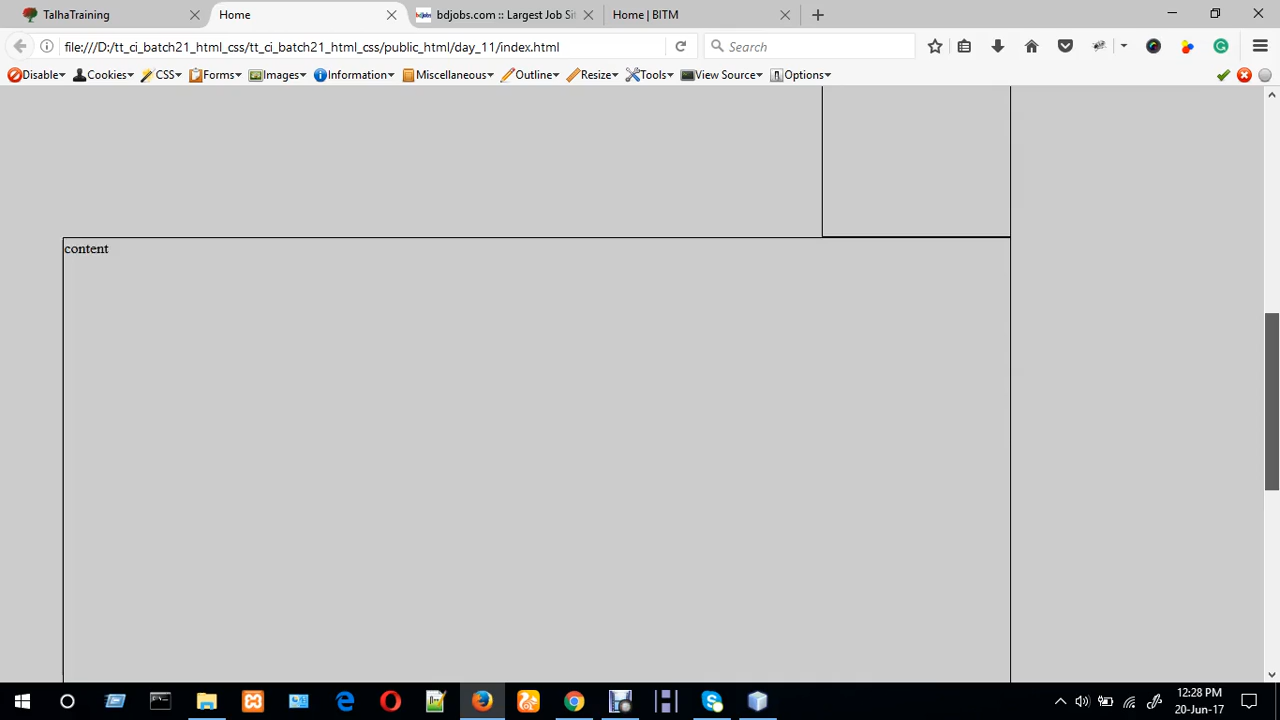 TalhaTraining
Home
bdjobs.com :: Largest Job Sit
Home | BITM
file:///D:/tt_ci_batch21_html_css/tt_ci_batch21_html_css/public_html/day_11/index.html
Search
Disable Cookies CSS Forms Images Information Miscellaneous Outline Resize Tools View Source Options
content
12:28 PM
20-Jun-17